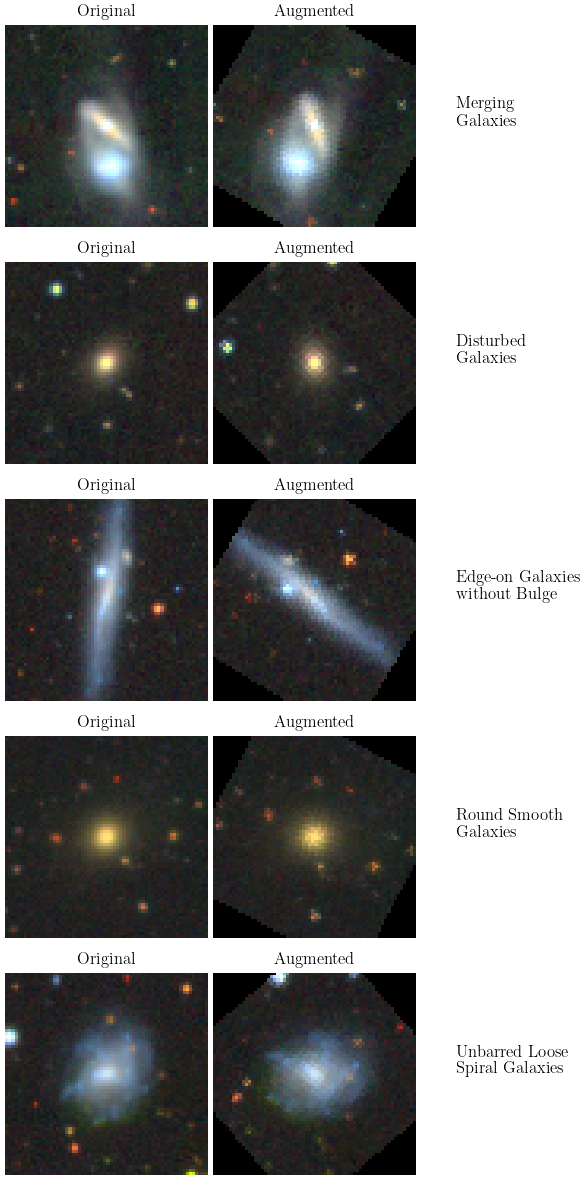 Original Augmented
Merging
Galaxies
Original Augmented
Disturbed
Galaxies
Original Augmented
Edge-on Galaxies
without Bulge
Original Augmented
Round Smooth
Galaxies
Original Augmented
Unbarred Loose
Spiral Galaxies